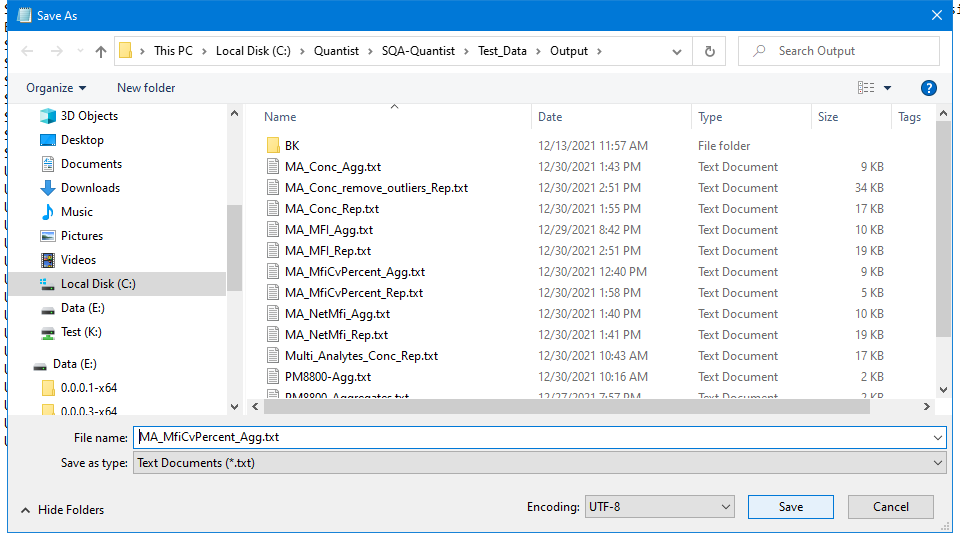 Save As
This PC > Local Disk (C:) > Quantist > SQA-Quantist > Test_Data > Output >
Search Output
Organize
New folder
?
3D Objects
Desktop
Documents
Downloads
Music
Pictures
Videos
Local Disk (C:)
Data (E:)
Test (K:)
Data (E:)
0.0.0.1-x64
0.0.0.3-x64
Name Date Type Size Tags
BK 12/13/2021 11:57 AM File folder
MA_Conc_Agg.txt 12/30/2021 1:43 PM Text Document 9 KB
MA_Conc_remove_outliers_Rep.txt 12/30/2021 2:51 PM Text Document 34 KB
MA_Conc_Rep.txt 12/30/2021 1:55 PM Text Document 17 KB
MA_MFI_Agg.txt 12/29/2021 8:42 PM Text Document 10 KB
MA_MFI_Rep.txt 12/30/2021 2:51 PM Text Document 19 KB
MA_MfiCvPercent_Agg.txt 12/30/2021 12:40 PM Text Document 9 KB
MA_MfiCvPercent_Rep.txt 12/30/2021 1:58 PM Text Document 5 KB
MA_NetMfi_Agg.txt 12/30/2021 1:40 PM Text Document 10 KB
MA_NetMfi_Rep.txt 12/30/2021 1:41 PM Text Document 19 KB
Multi_Analytes_Conc_Rep.txt 12/30/2021 10:43 AM Text Document 17 KB
PM8800-Agg.txt 12/30/2021 10:16 AM Text Document 2 KB
PM8800-Aggregates.txt 12/27/2021 7:57 PM Text Document 2 KB
File name: MA_MfiCvPercent_Agg.txt
Save as type: Text Documents (*.txt)
Hide Folders
Encoding: UTF-8
Save
Cancel